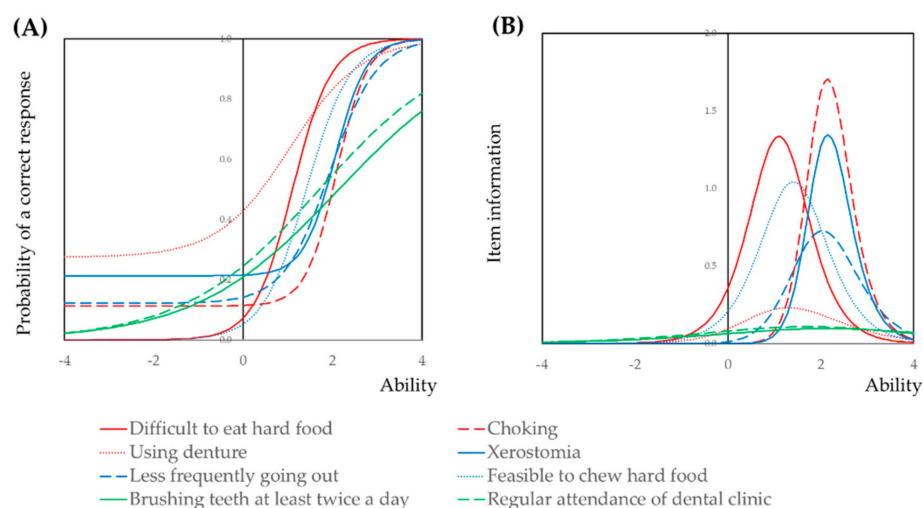 (A)
Probability of a correct response
1.0
0.8
0.6
0.4
0.2
0.0
-4 -2 0 2 4
Ability
(B)
Item information
2.0
1.5
1.0
0.5
0.0
-4 -2 0 2 4
Ability
Difficult to eat hard food
Using denture
Less frequently going out
Brushing teeth at least twice a day
Choking
Xerostomia
Feasible to chew hard food
Regular attendance of dental clinic